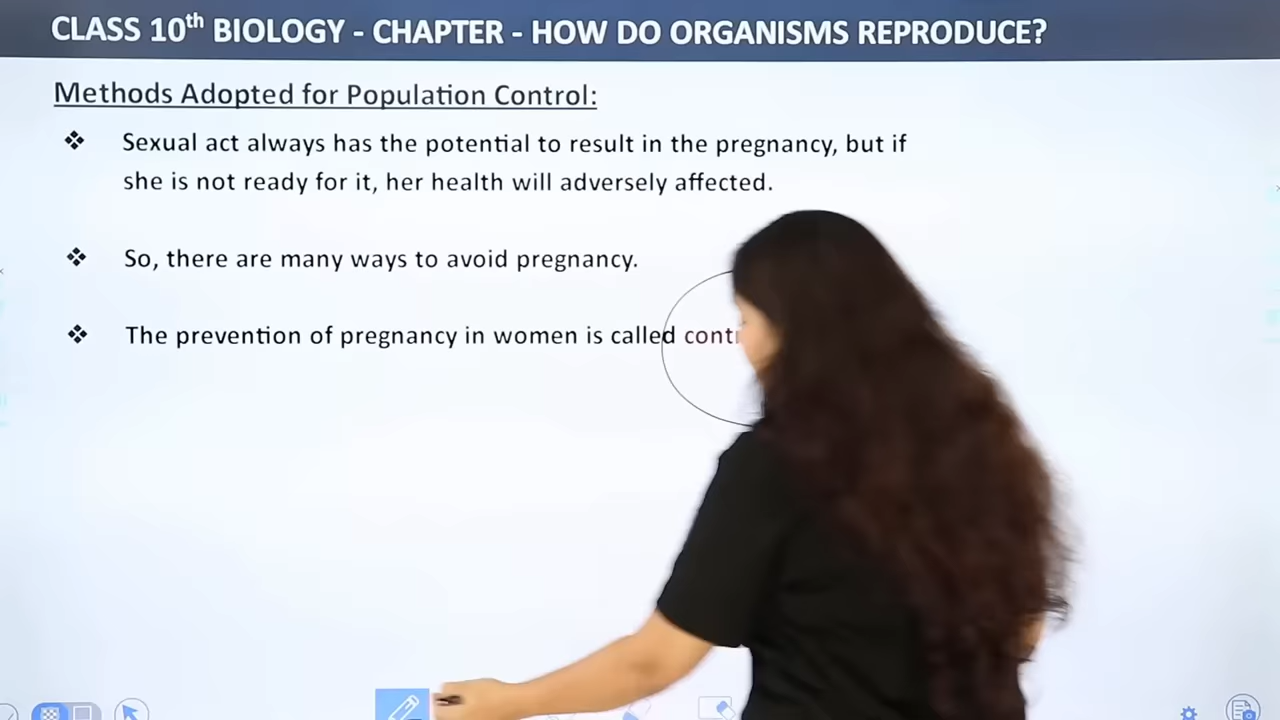 CLASS 10th BIOLOGY - CHAPTER - HOW DO ORGANISMS REPRODUCE?
Methods Adopted for Population Control:
❖ Sexual act always has the potential to result in the pregnancy, but if
she is not ready for it, her health will adversely affected.
❖ So, there are many ways to avoid pregnancy.
❖ The prevention of pregnancy in women is called